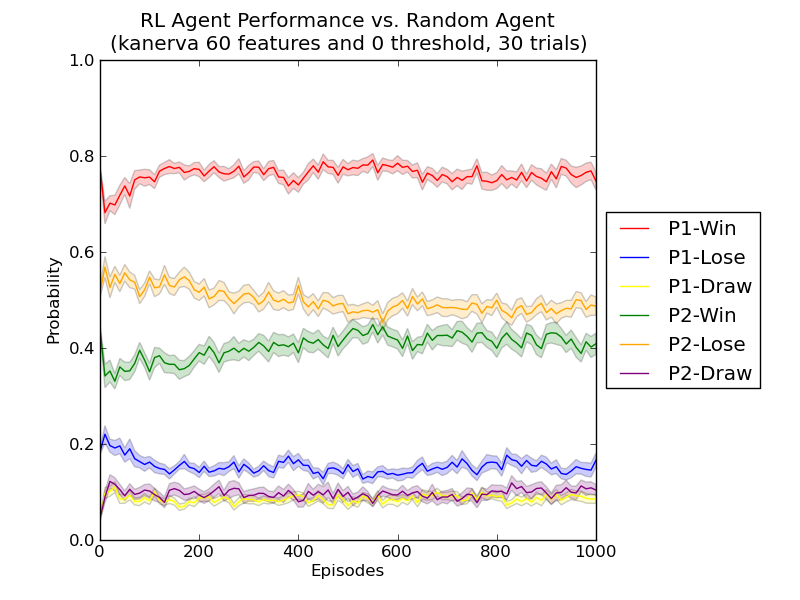 RL Agent Performance vs. Random Agent
(kanerva 60 features and 0 threshold, 30 trials)
1.0
0.8
0.6
0.4
0.2
0.0
Probability
0
200
400
600
800
1000
Episodes
P1-Win
P1-Lose
P1-Draw
P2-Win
P2-Lose
P2-Draw